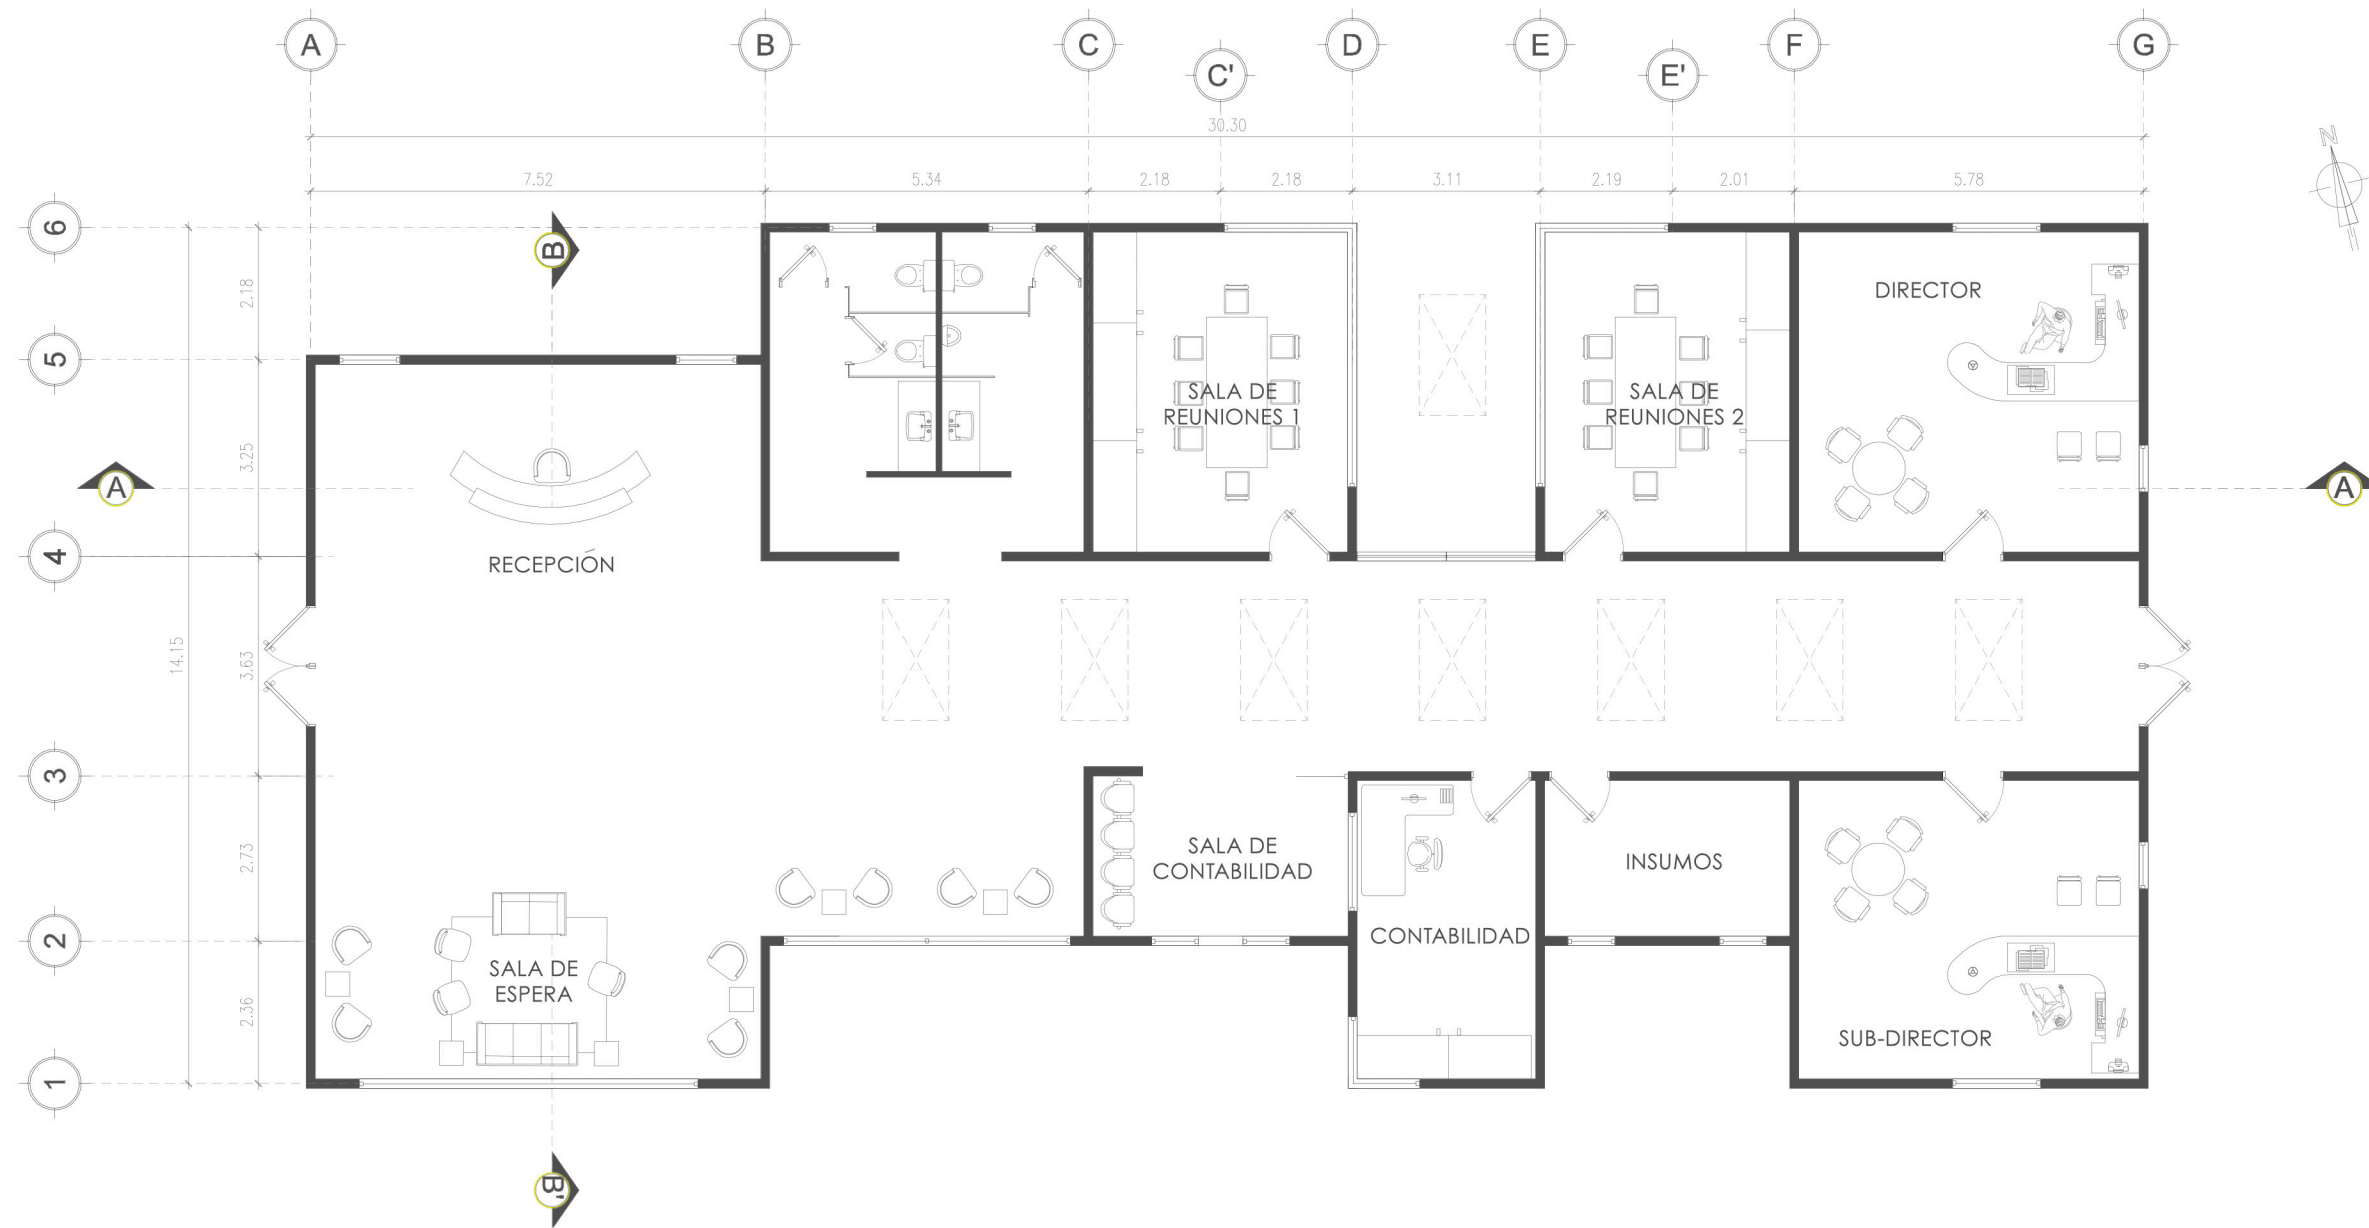 A
B
C
C'
D
E
E'
F
G
30.30
7.52
5.34
2.18
2.18
3.11
2.19
2.01
5.78
N
6
5
4
3
2
1
14.15
2.18
3.25
3.63
2.73
2.36
B
A
A
B'
DIRECTOR
SALA DE
REUNIONES 1
SALA DE
REUNIONES 2
RECEPCIÓN
SALA DE
CONTABILIDAD
INSUMOS
CONTABILIDAD
SALA DE
ESPERA
SUB-DIRECTOR